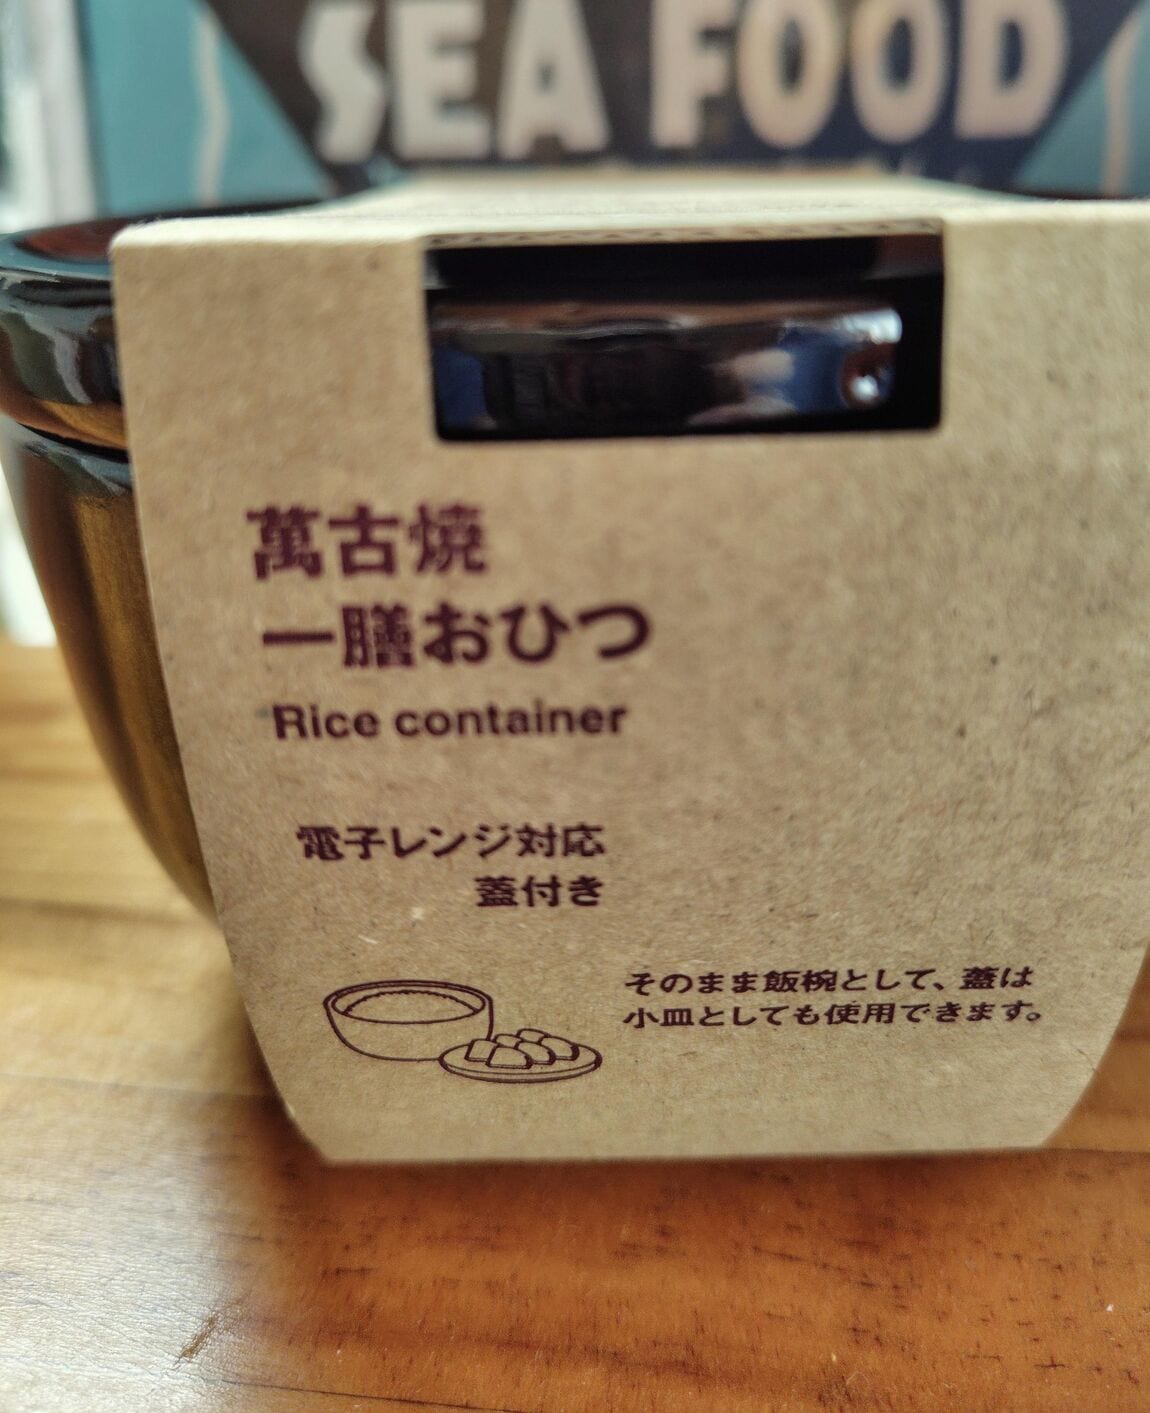 SEA FOOD
萬古焼
一膳おひつ
Rice container
電子レンジ対応
蓋付き
そのまま飯椀として、蓋は
小皿としても使用できます。